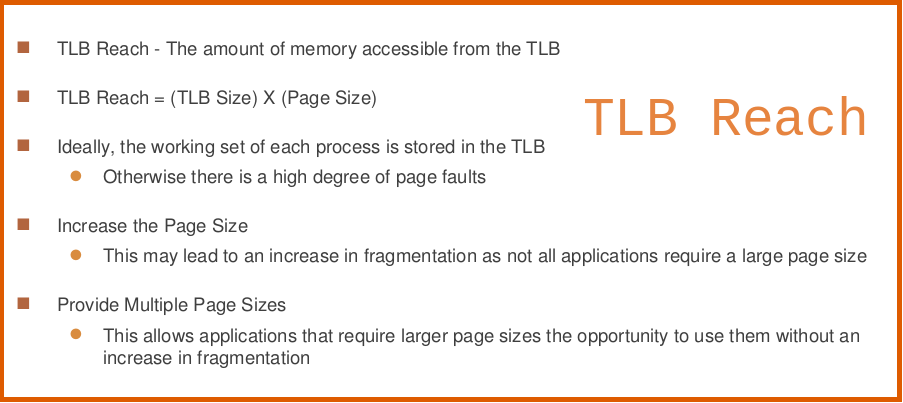 TLB Reach - The amount of memory accessible from the TLB
TLB Reach = (TLB Size) X (Page Size)
TLB Reach
Ideally, the working set of each process is stored in the TLB
Otherwise there is a high degree of page faults
Increase the Page Size
This may lead to an increase in fragmentation as not all applications require a large page size
Provide Multiple Page Sizes
This allows applications that require larger page sizes the opportunity to use them without an
increase in fragmentation